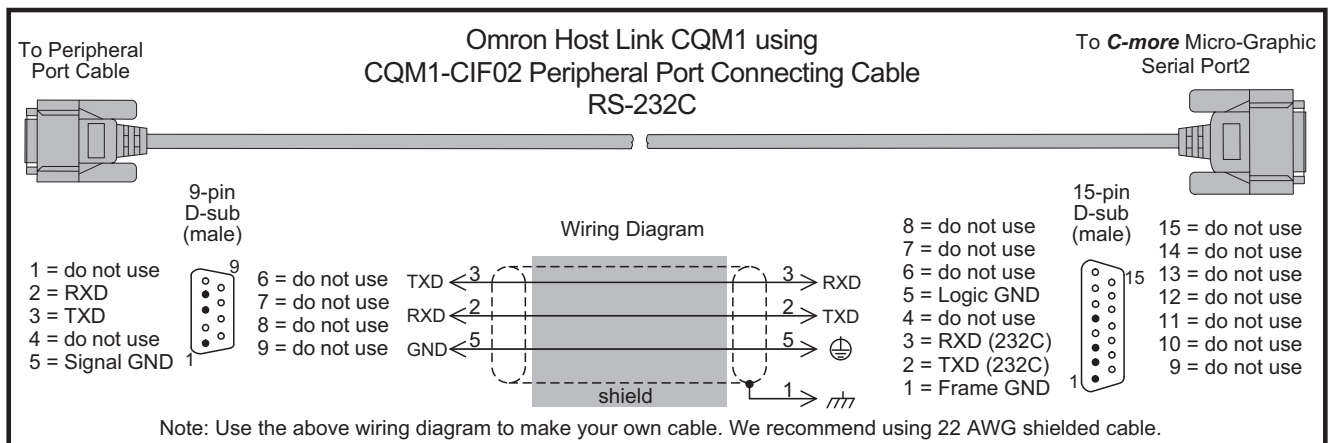 To Peripheral
Port Cable
Omron Host Link CQM1 using
CQM1-CIF02 Peripheral Port Connecting Cable
RS-232C
To C-more Micro-Graphic
Serial Port2
9-pin
D-sub
(male)
1 = do not use
2 = RXD
3 = TXD
4 = do not use
5 = Signal GND
9
1
6 = do not use
7 = do not use
8 = do not use
9 = do not use
Wiring Diagram
TXD 3 3 RXD
RXD 2 2 TXD
GND 5 5
1
shield
8 = do not use
7 = do not use
6 = do not use
5 = Logic GND
4 = do not use
3 = RXD (232C)
2 = TXD (232C)
1 = Frame GND
15-pin
D-sub
(male)
15
1
15 = do not use
14 = do not use
13 = do not use
12 = do not use
11 = do not use
10 = do not use
9 = do not use
Note: Use the above wiring diagram to make your own cable. We recommend using 22 AWG shielded cable.